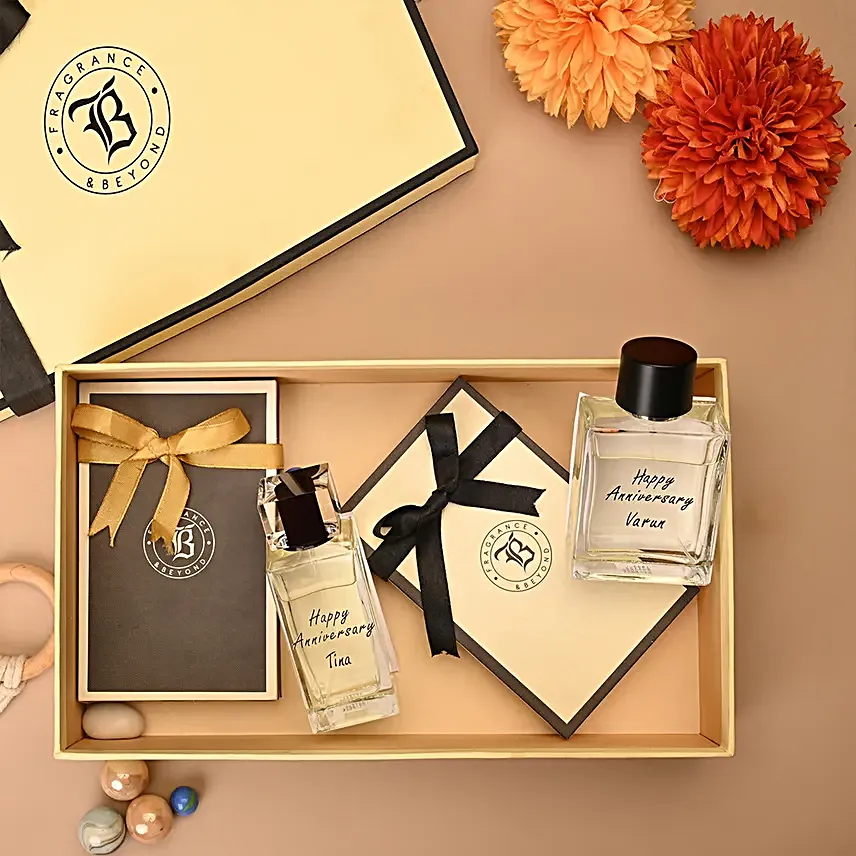 FRAGRANCE
B
& BEYOND
FRAGRANCE
B
& BEYOND
Happy
Anniversary
Tina
FRAGRANCE
B
& BEYOND
Happy
Anniversary
Varun